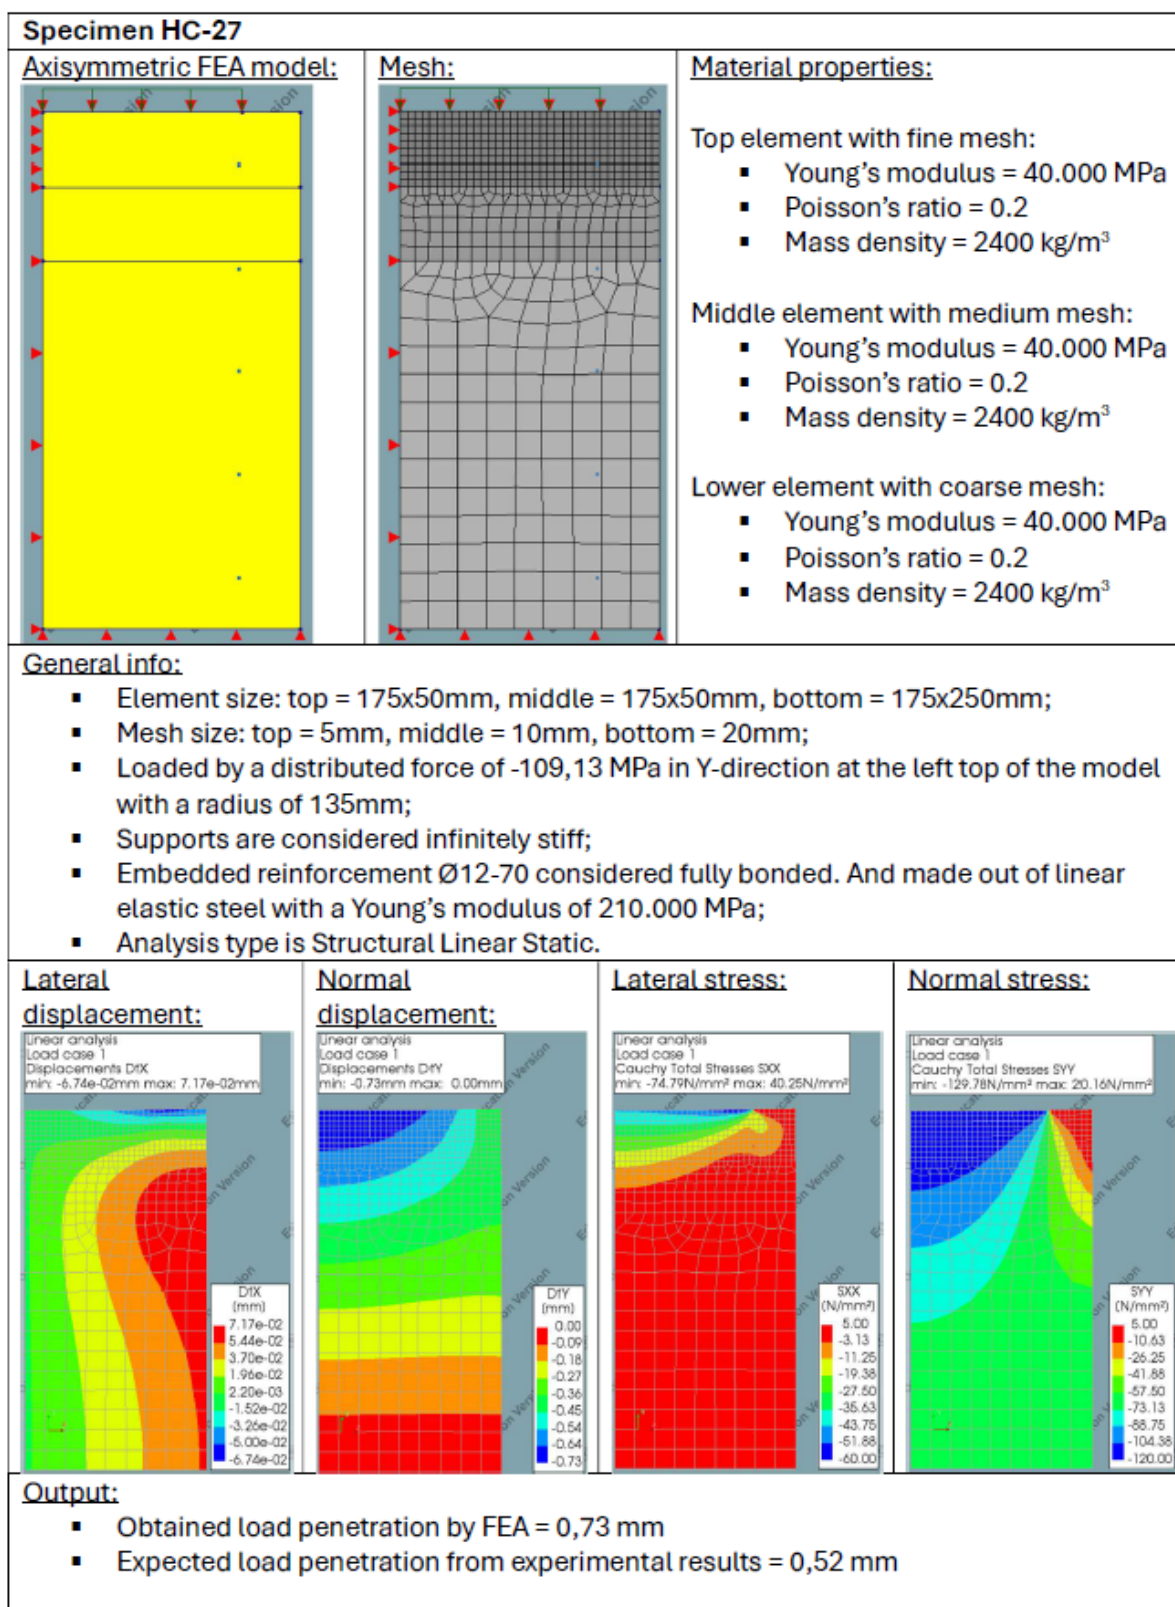 Specimen HC-27
Axisymmetric FEA model:
Mesh:
Material properties:
Top element with fine mesh:
▪ Young's modulus = 40.000 MPa
▪ Poisson's ratio = 0.2
▪ Mass density = 2400 kg/m³
Middle element with medium mesh:
▪ Young's modulus = 40.000 MPa
▪ Poisson's ratio = 0.2
▪ Mass density = 2400 kg/m³
Lower element with coarse mesh:
▪ Young's modulus = 40.000 MPa
▪ Poisson's ratio = 0.2
▪ Mass density = 2400 kg/m³
General info:
▪ Element size: top = 175x50mm, middle = 175x50mm, bottom = 175x250mm;
▪ Mesh size: top = 5mm, middle = 10mm, bottom = 20mm;
▪ Loaded by a distributed force of -109,13 MPa in Y-direction at the left top of the model
with a radius of 135mm;
▪ Supports are considered infinitely stiff;
▪ Embedded reinforcement Ø12-70 considered fully bonded. And made out of linear
elastic steel with a Young's modulus of 210.000 MPa;
▪ Analysis type is Structural Linear Static.
Lateral
displacement:
Linear analysis
Load case 1
Displacements DtX
min: -6.74e-02mm max: 7.17e-02mm
on Version
DtX
(mm)
7.17e-02
5.44e-02
3.70e-02
1.96e-02
2.20e-03
-1.52e-02
-3.26e-02
-5.00e-02
-6.74e-02
Normal
displacement:
Linear analysis
Load case 1
Displacements DtY
min: -0.73mm max: 0.00mm
on Version
DtY
(mm)
0.00
-0.09
-0.18
-0.27
-0.36
-0.45
-0.54
-0.64
-0.73
Lateral stress:
Linear analysis
Load case 1
Cauchy Total Stresses SXX
min: -74.79N/mm² max: 40.25N/mm²
on Version
SXX
(N/mm²)
5.00
-3.13
-11.25
-19.38
-27.50
-35.63
-43.75
-51.88
-60.00
Normal stress:
Linear analysis
Load case 1
Cauchy Total Stresses SYY
min: -129.78N/mm² max: 20.16N/mm²
on Version
SYY
(N/mm²)
5.00
-10.63
-26.25
-41.88
-57.50
-73.13
-88.75
-104.38
-120.00
Output:
▪ Obtained load penetration by FEA = 0,73 mm
▪ Expected load penetration from experimental results = 0,52 mm